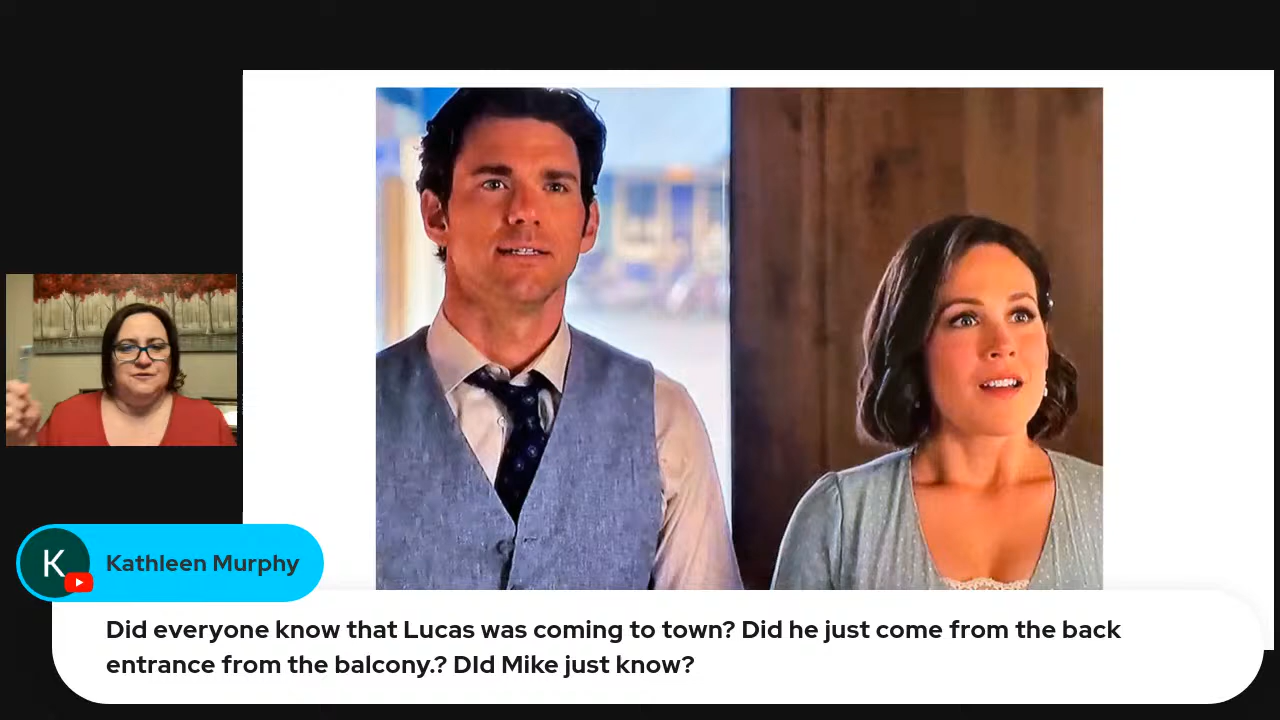 K
Kathleen Murphy
Did everyone know that Lucas was coming to town? Did he just come from the back
entrance from the balcony.? DId Mike just know?